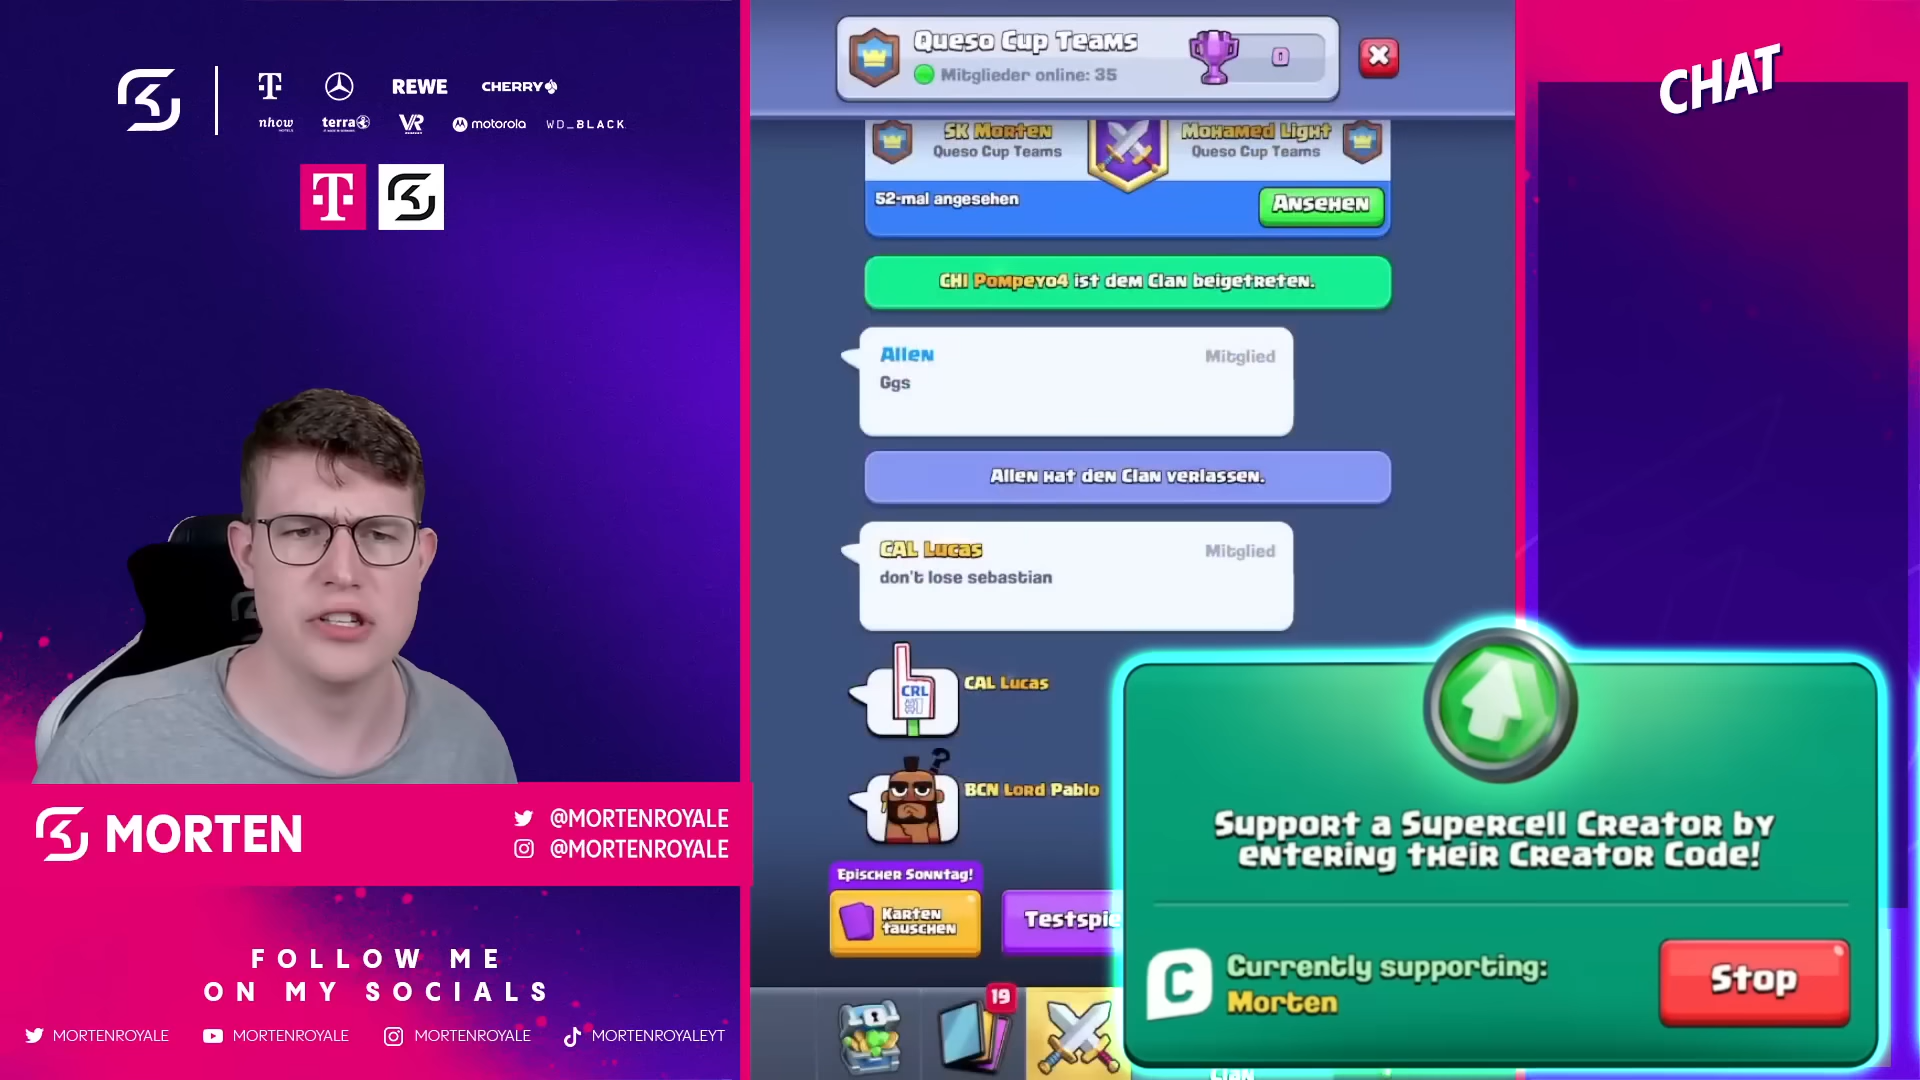 REWE
CHERRY
nhow
terra
VR
motorola
WD_BLACK
T
MORTEN
@MORTENROYALE
@MORTENROYALE
FOLLOW ME
ON MY SOCIALS
MORTENROYALE
MORTENROYALE
MORTENROYALE
MORTENROYALEYT
Queso Cup Teams
Mitglieder online: 35
0
SK Morten
Queso Cup Teams
Mohamed Light
Queso Cup Teams
52-mal angesehen
Ansehen
CHI Pompeyo4 ist dem Clan beigetreten.
Allen
Mitglied
Ggs
Allen hat den Clan verlassen.
CAL Lucas
Mitglied
don't lose sebastian
CRL
CAL Lucas
?
BCN Lord Pablo
Epischer Sonntag!
Karten
tauschen
Testspie
19
Clan
CHAT
Support a Supercell Creator by
entering their Creator Code!
C
Currently supporting:
Morten
Stop